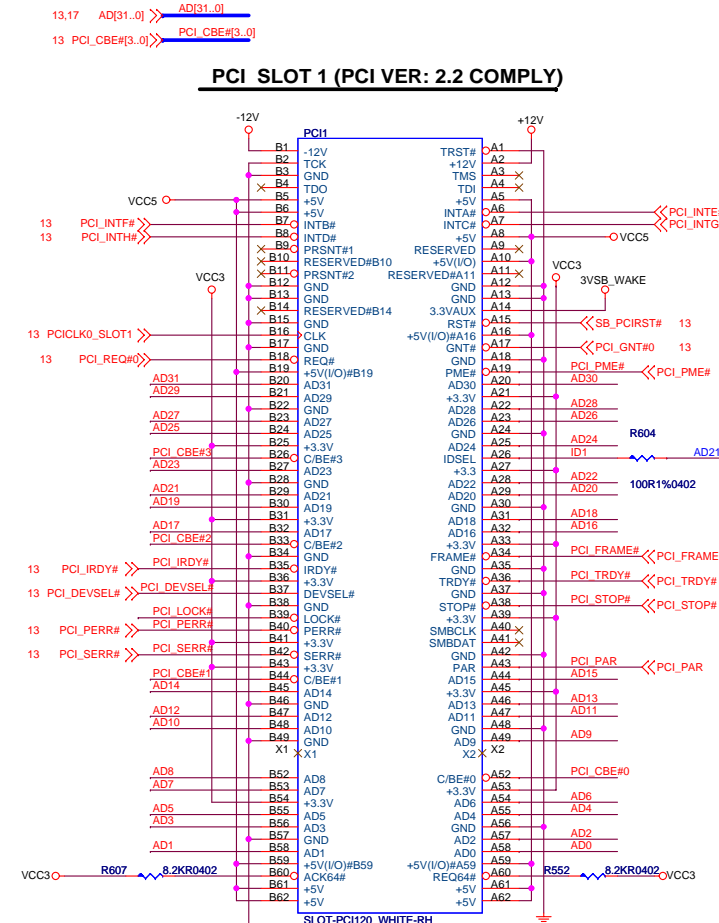 13,17 AD[31..0] AD[31..0]
13 PCI_CBE#[3..0] PCI_CBE#[3..0]
PCI SLOT 1 (PCI VER: 2.2 COMPLY)
-12V +12V
PCI1
B1 -12V TRST# A1
B2 TCK +12V A2
B3 GND TMS A3
B4 TDO TDI A4
VCC5 B5 +5V +5V A5
B6 +5V INTA# A6 PCI_INTE
13 PCI_INTF# B7 INTB# INTC# A7 PCI_INTG
13 PCI_INTH# B8 INTD# +5V A8 VCC5
B9 PRSNT#1 RESERVED A9
B10 RESERVED#B10 +5V(I/O) A10
B11 PRSNT#2 RESERVED#A11 A11
VCC3 VCC3 3VSB_WAKE
B12 GND GND A12
B13 GND GND A13
B14 RESERVED#B14 3.3VAUX A14
B15 GND RST# A15 SB_PCIRST# 13
13 PCICLK0_SLOT1 B16 CLK +5V(I/O)#A16 A16
B17 GND GNT# A17 PCI_GNT#0 13
13 PCI_REQ#0 B18 REQ# GND A18
B19 +5V(I/O)#B19 PME# A19 PCI_PME# PCI_PME#
AD31 B20 AD31 AD30 A20 AD30
AD29 B21 AD29 +3.3V A21
B22 GND AD28 A22 AD28
AD27 B23 AD27 AD26 A23 AD26
AD25 B24 AD25 GND A24
B25 +3.3V AD24 A25 AD24
PCI_CBE#3 B26 C/BE#3 IDSEL A26 ID1 R604 AD21
AD23 B27 AD23 +3.3 A27
B28 GND AD22 A28 AD22 100R1%0402
AD21 B29 AD21 AD20 A29 AD20
AD19 B30 AD19 GND A30
B31 +3.3V AD18 A31 AD18
AD17 B32 AD17 AD16 A32 AD16
PCI_CBE#2 B33 C/BE#2 +3.3V A33
B34 GND FRAME# A34 PCI_FRAME# PCI_FRAME
13 PCI_IRDY# PCI_IRDY# B35 IRDY# GND A35
B36 +3.3V TRDY# A36 PCI_TRDY# PCI_TRDY#
13 PCI_DEVSEL# PCI_DEVSEL# B37 DEVSEL# GND A37
B38 GND STOP# A38 PCI_STOP# PCI_STOP#
PCI_LOCK# B39 LOCK# +3.3V A39
13 PCI_PERR# PCI_PERR# B40 PERR# SMBCLK A40
B41 +3.3V SMBDAT A41
13 PCI_SERR# PCI_SERR# B42 SERR# GND A42
B43 +3.3V PAR A43 PCI_PAR PCI_PAR
PCI_CBE#1 B44 C/BE#1 AD15 A44 AD15
AD14 B45 AD14 +3.3V A45
B46 GND AD13 A46 AD13
AD12 B47 AD12 AD11 A47 AD11
AD10 B48 AD10 GND A48
B49 GND AD9 A49 AD9
X1 X1 X2 X2
AD8 B52 AD8 C/BE#0 A52 PCI_CBE#0
AD7 B53 AD7 +3.3V A53
B54 +3.3V AD6 A54 AD6
AD5 B55 AD5 AD4 A55 AD4
AD3 B56 AD3 GND A56
B57 GND AD2 A57 AD2
AD1 B58 AD1 AD0 A58 AD0
B59 +5V(I/O)#B59 +5V(I/O)#A59 A59
VCC3 R607 8.2KR0402 B60 ACK64# REQ64# A60 R552 8.2KR0402 VCC3
B61 +5V +5V A61
B62 +5V +5V A62
SLOT-PCI120_WHITE-RH